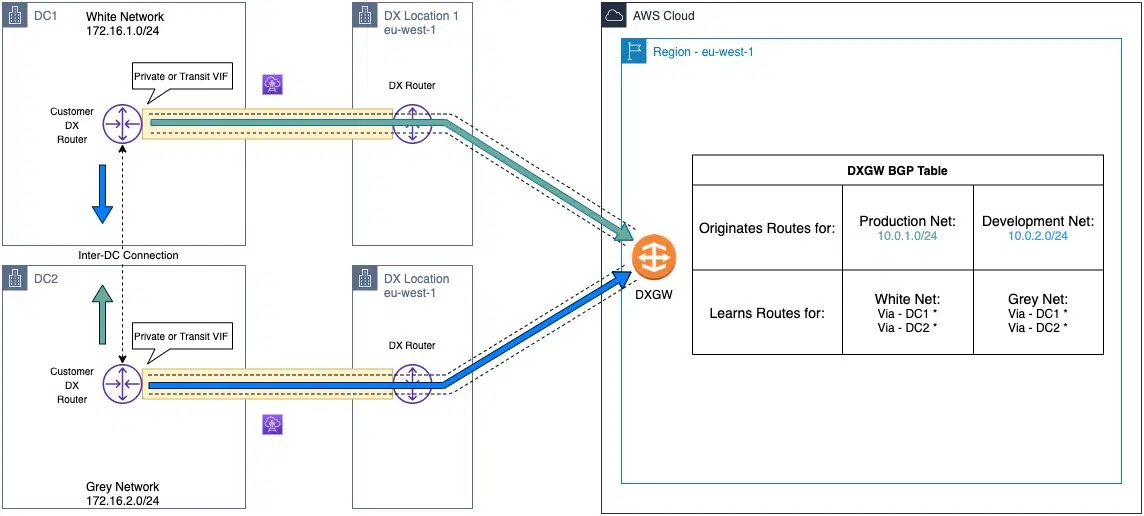 DC1
White Network
172.16.1.0/24
Private or Transit VIF
Customer
DX
Router
DX Location 1
eu-west-1
DX Router
AWS Cloud
Region - eu-west-1
Inter-DC Connection
DC2
Private or Transit VIF
Customer
DX
Router
Grey Network
172.16.2.0/24
DX Location
eu-west-1
DX Router
DXGW
DXGW BGP Table
Originates Routes for:
Production Net:
10.0.1.0/24
Development Net:
10.0.2.0/24
Learns Routes for:
White Net:
Via - DC1 *
Via - DC2 *
Grey Net:
Via - DC1 *
Via - DC2 *